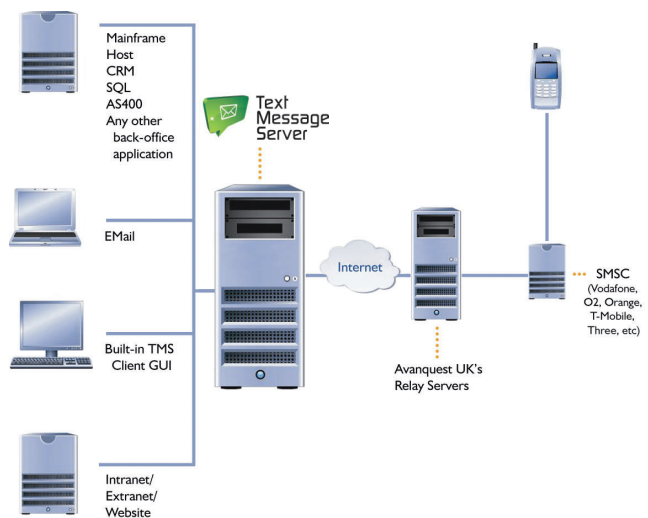 Mainframe
Host
CRM
SQL
AS400
Any other
back-office
application
Text
Message
Server
EMail
Internet
SMSC
(Vodafone,
O2, Orange,
T-Mobile,
Three, etc)
Built-in TMS
Client GUI
Avanquest UK's
Relay Servers
Intranet/
Extranet/
Website